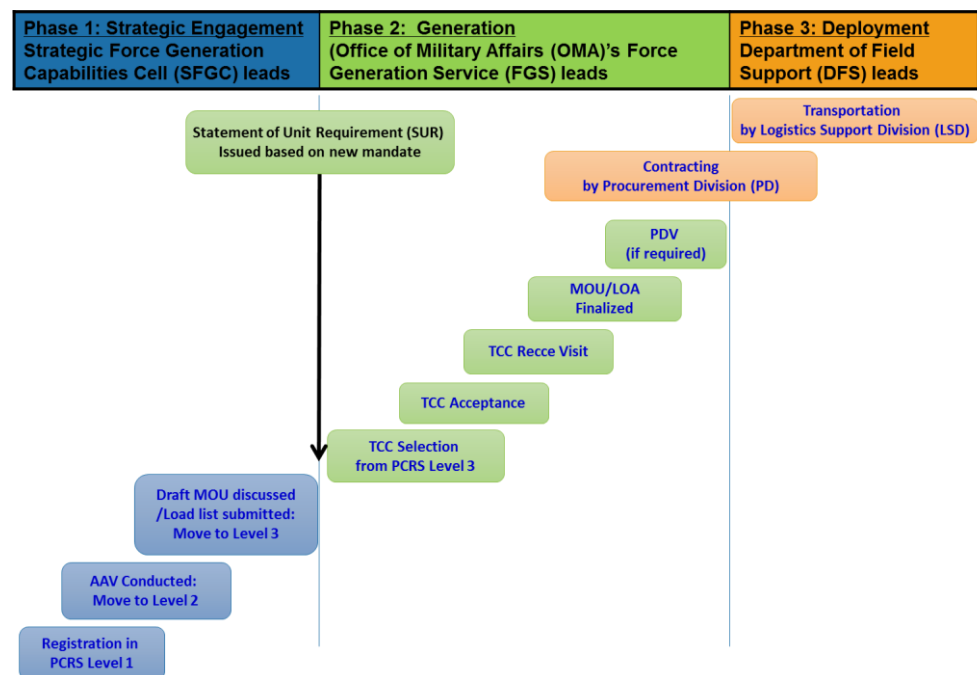 Phase 1: Strategic Engagement
Strategic Force Generation
Capabilities Cell (SFGC) leads
Phase 2:  Generation
(Office of Military Affairs (OMA)'s Force
Generation Service (FGS) leads
Phase 3: Deployment
Department of Field
Support (DFS) leads
Transportation
by Logistics Support Division (LSD)
Statement of Unit Requirement (SUR)
Issued based on new mandate
Contracting
by Procurement Division (PD)
PDV
(if required)
MOU/LOA
Finalized
TCC Recce Visit
TCC Acceptance
TCC Selection
from PCRS Level 3
Draft MOU discussed
/Load list submitted:
Move to Level 3
AAV Conducted:
Move to Level 2
Registration in
PCRS Level 1